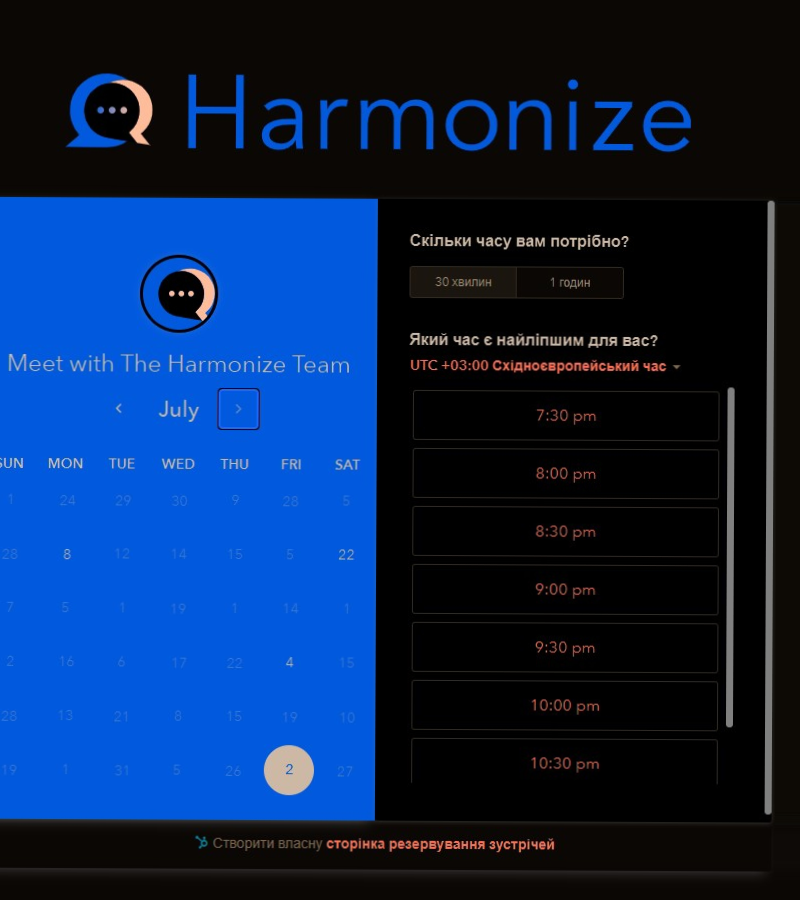 Harmonize
Meet with The Harmonize Team
July
SUN MON TUE WED THU FRI SAT
1 24 29 30 9 28 5
28 8 12 14 15 5 22
7 5 1 19 1 14 1
2 16 6 17 22 4 15
28 13 21 8 15 19 10
19 1 31 5 26 2 27
Скільки часу вам потрібно?
30 хвилин 1 годин
Який час є найліпшим для вас?
UTC +03:00 Східноєвропейський час
7:30 pm
8:00 pm
8:30 pm
9:00 pm
9:30 pm
10:00 pm
10:30 pm
Створити власну сторінка резервування зустрічей